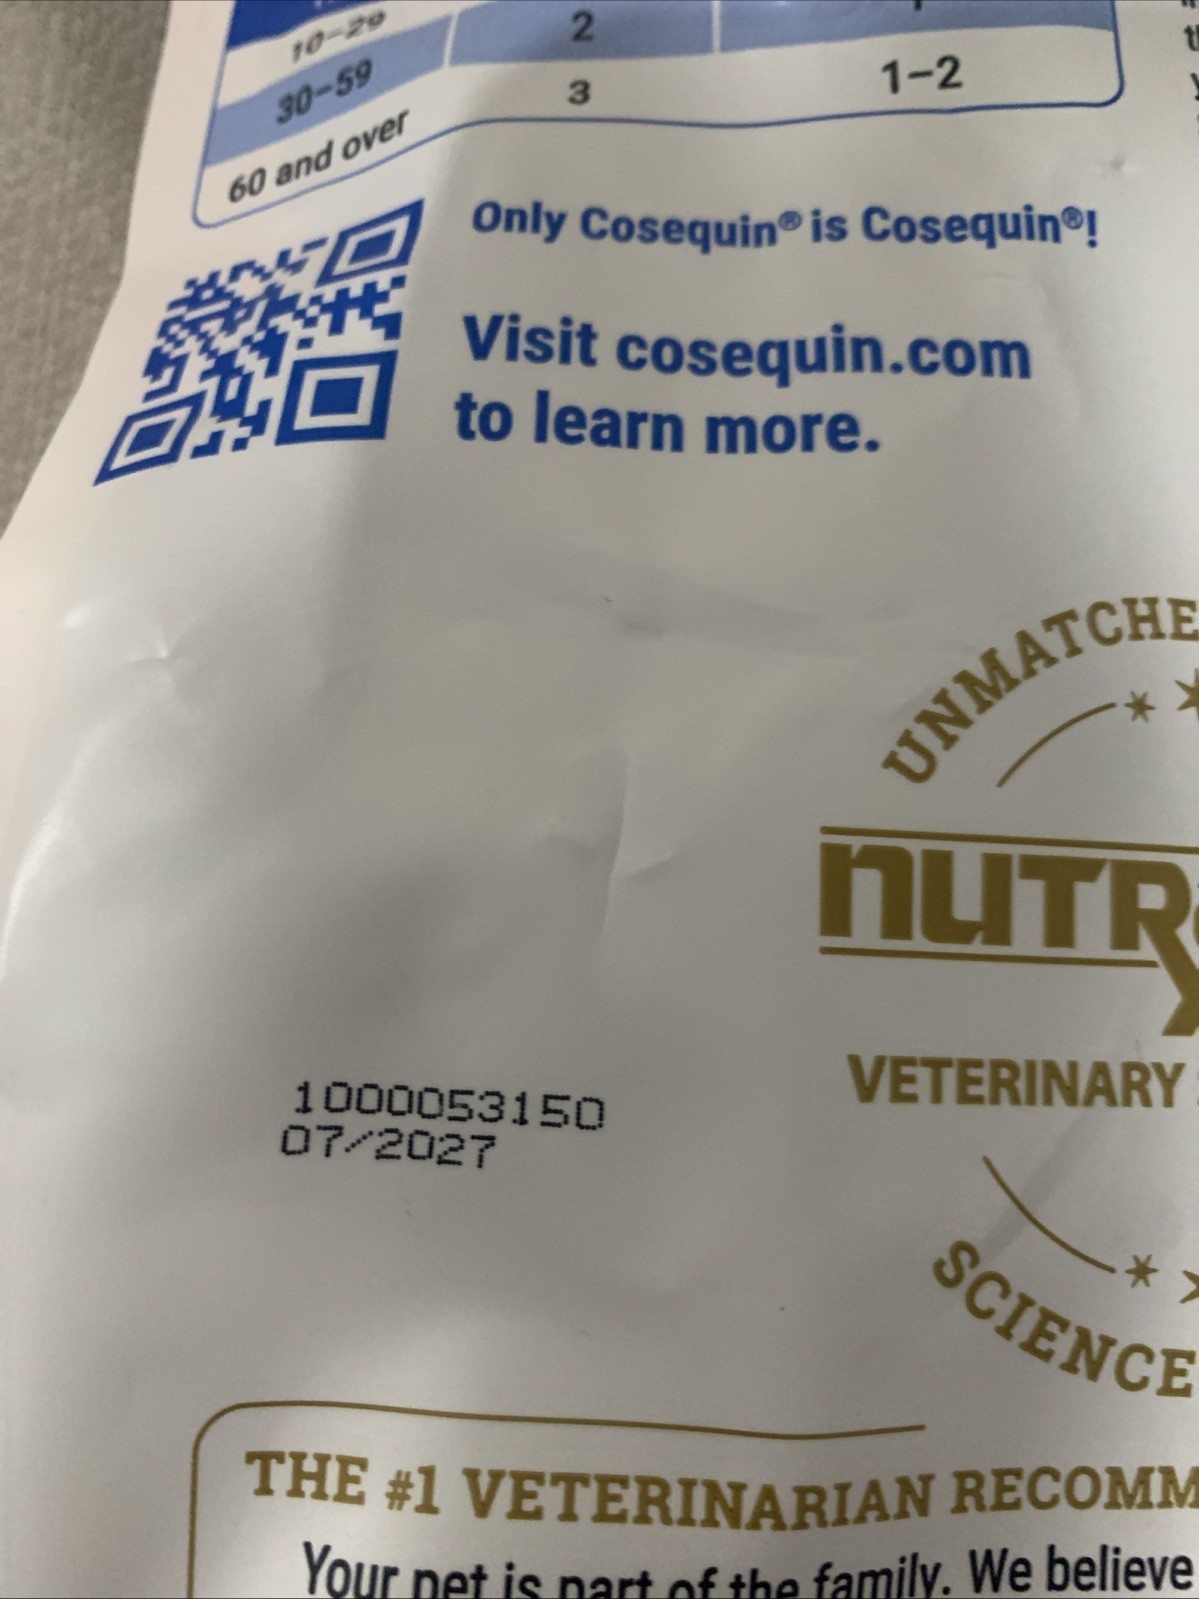 10–29 2
30–59 3 1–2
60 and over
Only Cosequin® is Cosequin®!
Visit cosequin.com
to learn more.
UNMATCHE
NUTR
VETERINARY
SCIENCE
1000053150
07/2027
THE #1 VETERINARIAN RECOMM
Your pet is part of the family. We believe